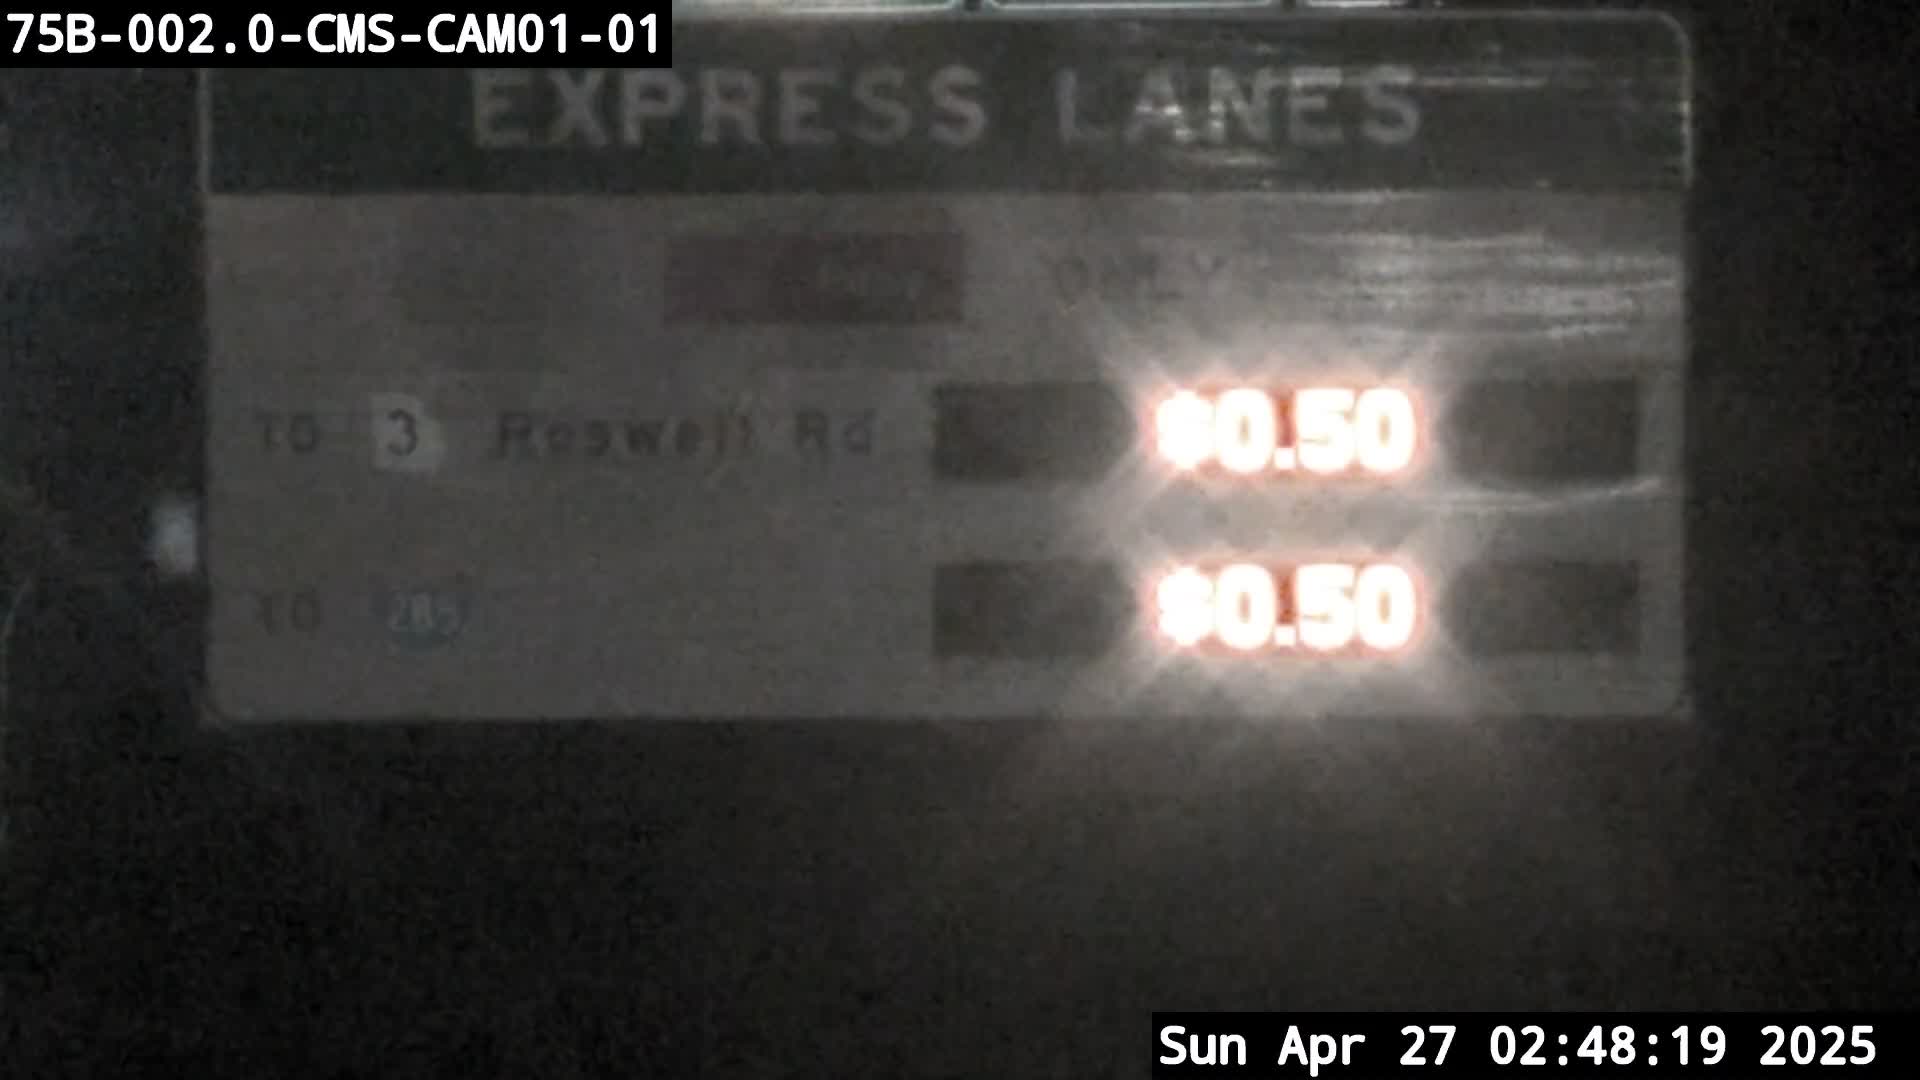 75B-002.0-CMS-CAM01-01
EXPRESS LANES
ONLY
TO 3 Roswell Rd $0.50
TO 285 $0.50
Sun Apr 27 02:48:19 2025